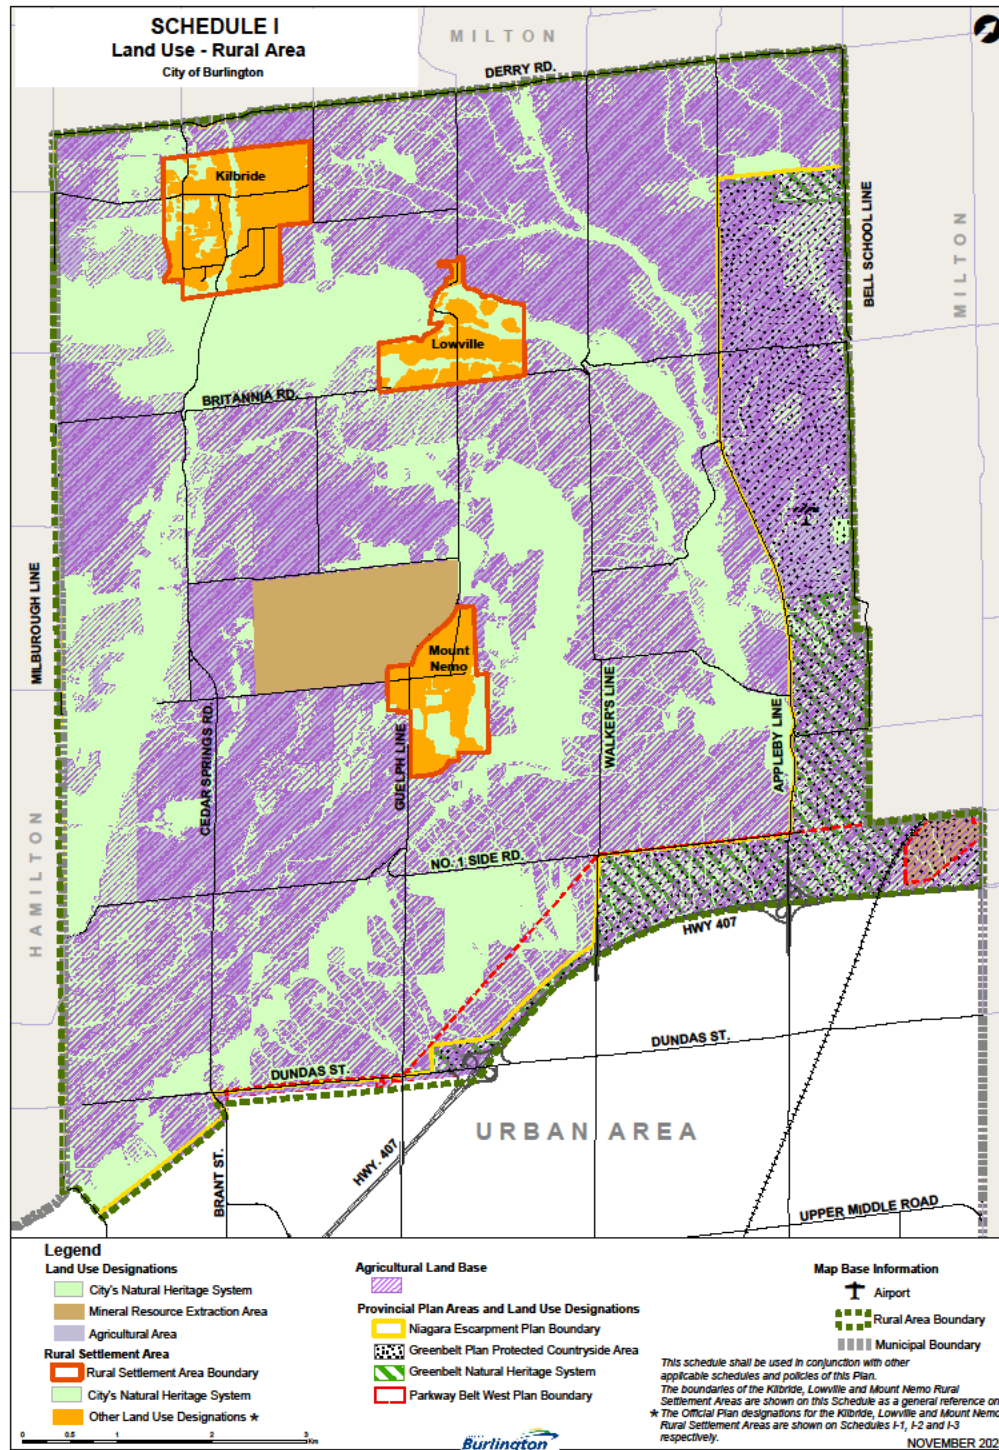 SCHEDULE I
Land Use - Rural Area
City of Burlington
MILTON
DERRY RD.
Kilbride
BELL SCHOOL LINE
MILTON
Lowville
BRITANNIA RD.
MILBOROUGH LINE
Mount
Nemo
CEDAR SPRINGS RD.
GUELPH LINE
WALKER'S LINE
APPLEBY LINE
HAMILTON
NO. 1 SIDE RD.
HWY 407
DUNDAS ST.
DUNDAS ST.
URBAN AREA
HWY. 407
BRANT ST.
UPPER MIDDLE ROAD
Legend
Land Use Designations
City's Natural Heritage System
Mineral Resource Extraction Area
Agricultural Area
Rural Settlement Area
Rural Settlement Area Boundary
City's Natural Heritage System
Other Land Use Designations *
0 0.5 1 2 3 Km
Agricultural Land Base
Provincial Plan Areas and Land Use Designations
Niagara Escarpment Plan Boundary
Greenbelt Plan Protected Countryside Area
Greenbelt Natural Heritage System
Parkway Belt West Plan Boundary
Burlington
Map Base Information
Airport
Rural Area Boundary
Municipal Boundary
This schedule shall be used in conjunction with other
applicable schedules and policies of this Plan.
The boundaries of the Kilbride, Lowville and Mount Nemo Rural
Settlement Areas are shown on this Schedule as a general reference on
* The Official Plan designations for the Kilbride, Lowville and Mount Nemo
Rural Settlement Areas are shown on Schedules I-1, I-2 and I-3
respectively.
NOVEMBER 202